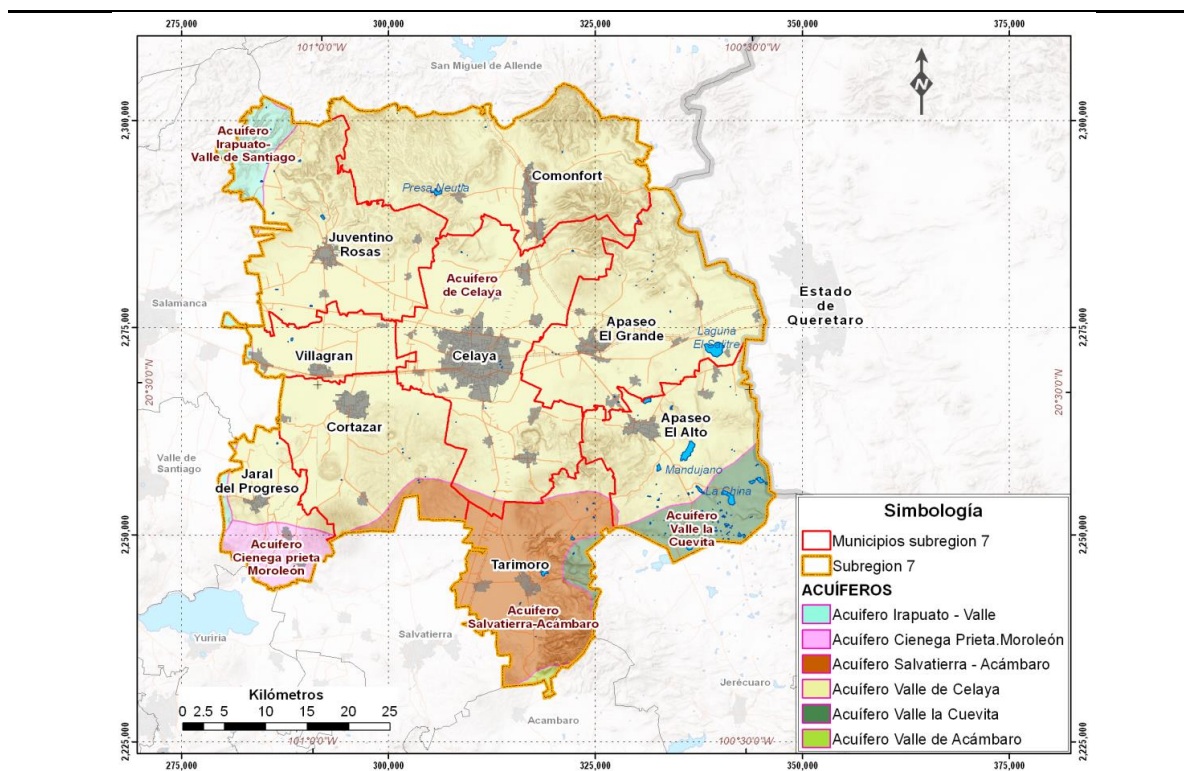 275,000
300,000
325,000
350,000
375,000
101°0'0"W
100°30'0"W
San Miguel de Allende
N
2,300,000
2,300,000
Acuífero
Irapuato-
Valle de Santiago
Comonfort
Presa Neutla
Juventino
Rosas
Acuífero
de Celaya
Estado
de
Querétaro
Salamanca
Apaseo
El Grande
Laguna
El Salitre
2,275,000
2,275,000
Villagran
Celaya
20°30'0"N
20°30'0"N
Cortazar
Apaseo
El Alto
Valle de
Santiago
Jaral
del Progreso
Mandujano
La China
Acuífero
Valle la
Cuevita
2,250,000
2,250,000
Acuífero
Cienega prieta
Moroleón
Tarimoro
Acuífero
Salvatierra-Acámbaro
Yuriria
Salvatierra
Jerécuaro
Acambaro
Kilómetros
0 2.5 5 10 15 20 25
Simbología
Municipios subregion 7
Subregion 7
ACUÍFEROS
Acuífero Irapuato - Valle
Acuífero Cienega Prieta.Moroleón
Acuífero Salvatierra - Acámbaro
Acuífero Valle de Celaya
Acuífero Valle la Cuevita
Acuífero Valle de Acámbaro
2,225,000
2,225,000
101°0'0"W
100°30'0"W
275,000
300,000
325,000
350,000
375,000